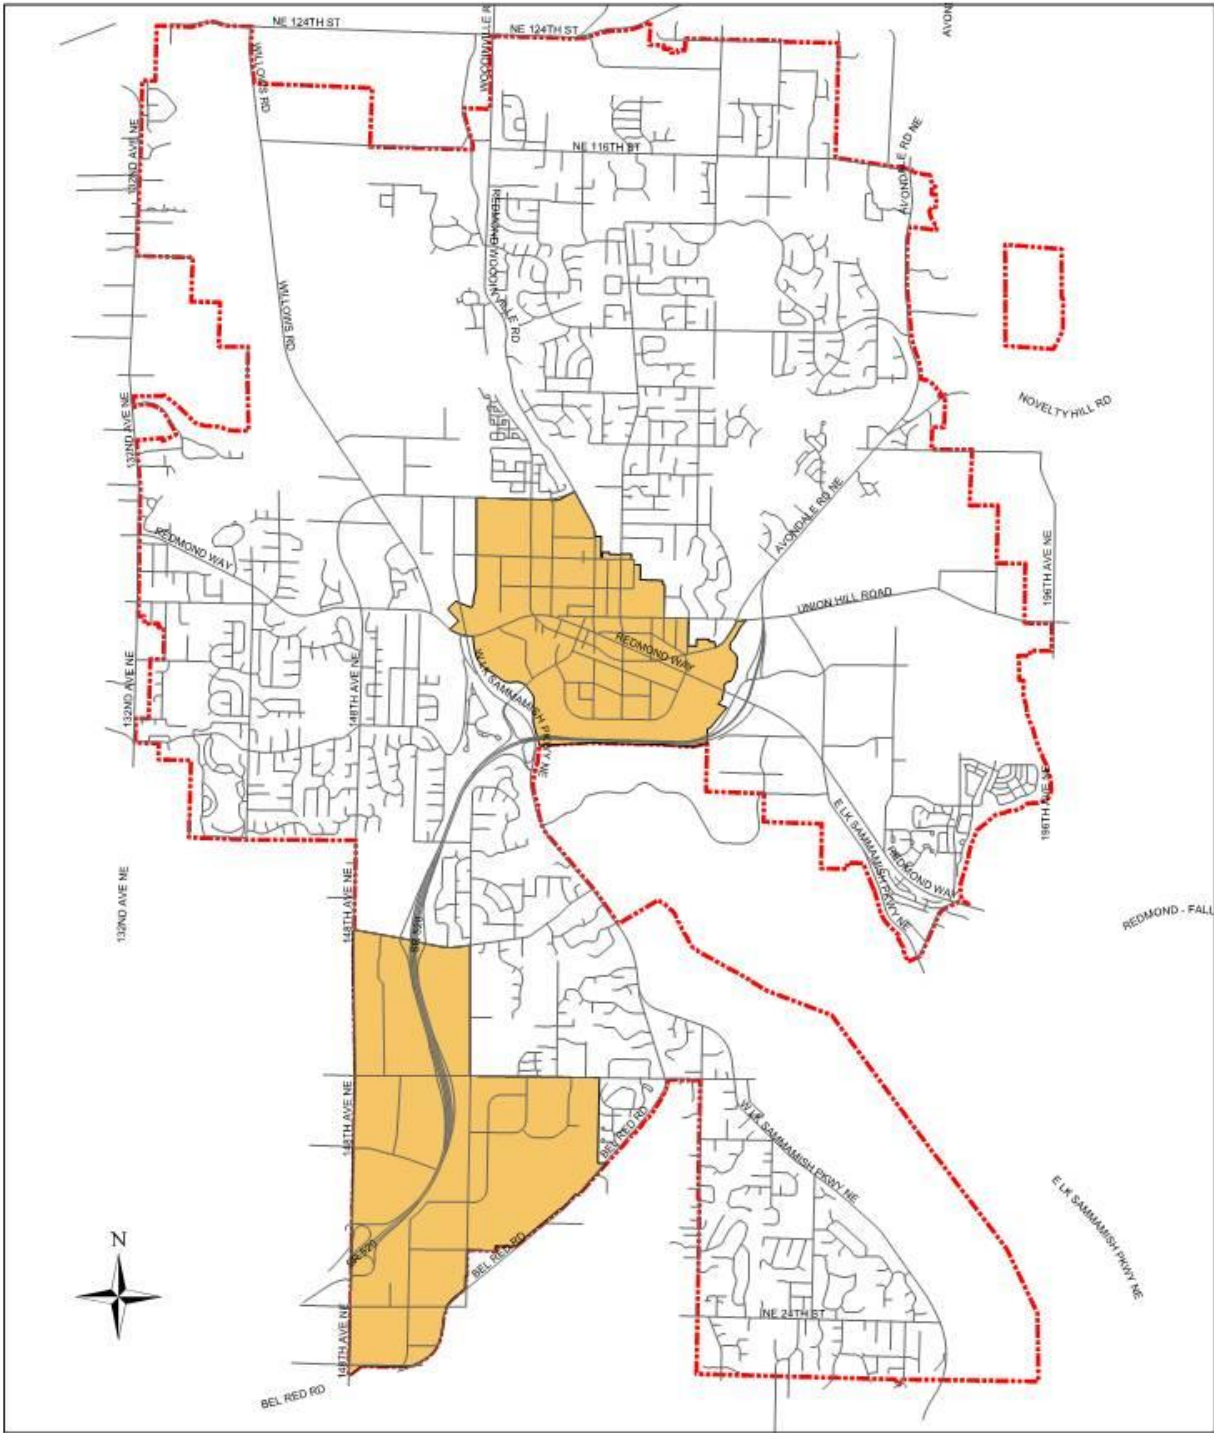 AVON
NE 124TH ST
NE 124TH ST
WOODINVILLE R
WILLOWS RD
132ND AVE NE
NE 116TH ST
AVONDALE RD NE
REDMOND WOODINVILLE RD
WILLOWS RD
NOVELTY HILL RD
132ND AVE NE
AVONDALE RD NE
REDMOND WAY
196TH AVE NE
UNION HILL ROAD
REDMOND WAY
132ND AVE NE
148TH AVE NE
W LK SAMMAMISH PKWY NE
196TH AVE NE
E LK SAMMAMISH PKWY NE
REDMOND WAY
132ND AVE NE
148TH AVE NE
SR 520
REDMOND - FALL
148TH AVE NE
BEL RED RD
W LK SAMMAMISH PKWY NE
E LK SAMMAMISH PKWY NE
N
SR 520
BEL RED RD
NE 24TH ST
148TH AVE NE
BEL RED RD